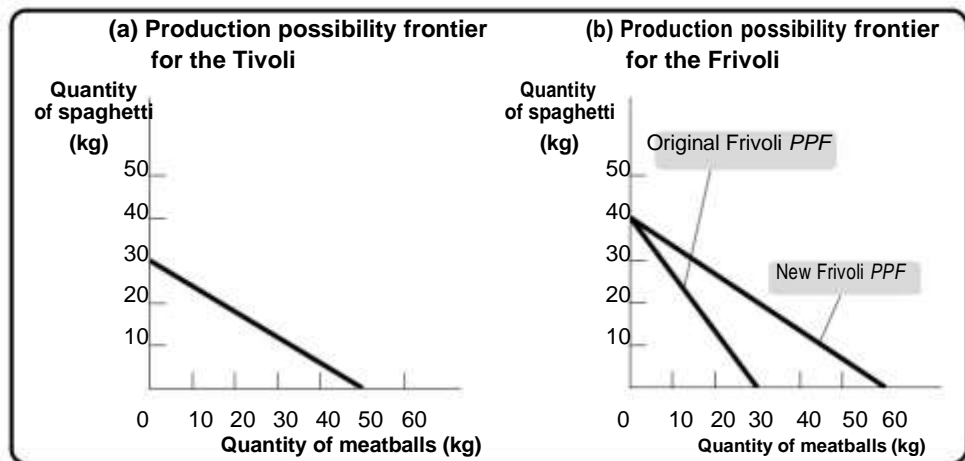 (a) Production possibility frontier
for the Tivoli
Quantity
of spaghetti
(kg)
50
40
30
20
10
0 10 20 30 40 50 60
Quantity of meatballs (kg)
(b) Production possibility frontier
for the Frivoli
Quantity
of spaghetti
(kg)
Original Frivoli PPF
50
40
30
New Frivoli PPF
20
10
0 10 20 30 40 50 60
Quantity of meatballs (kg)